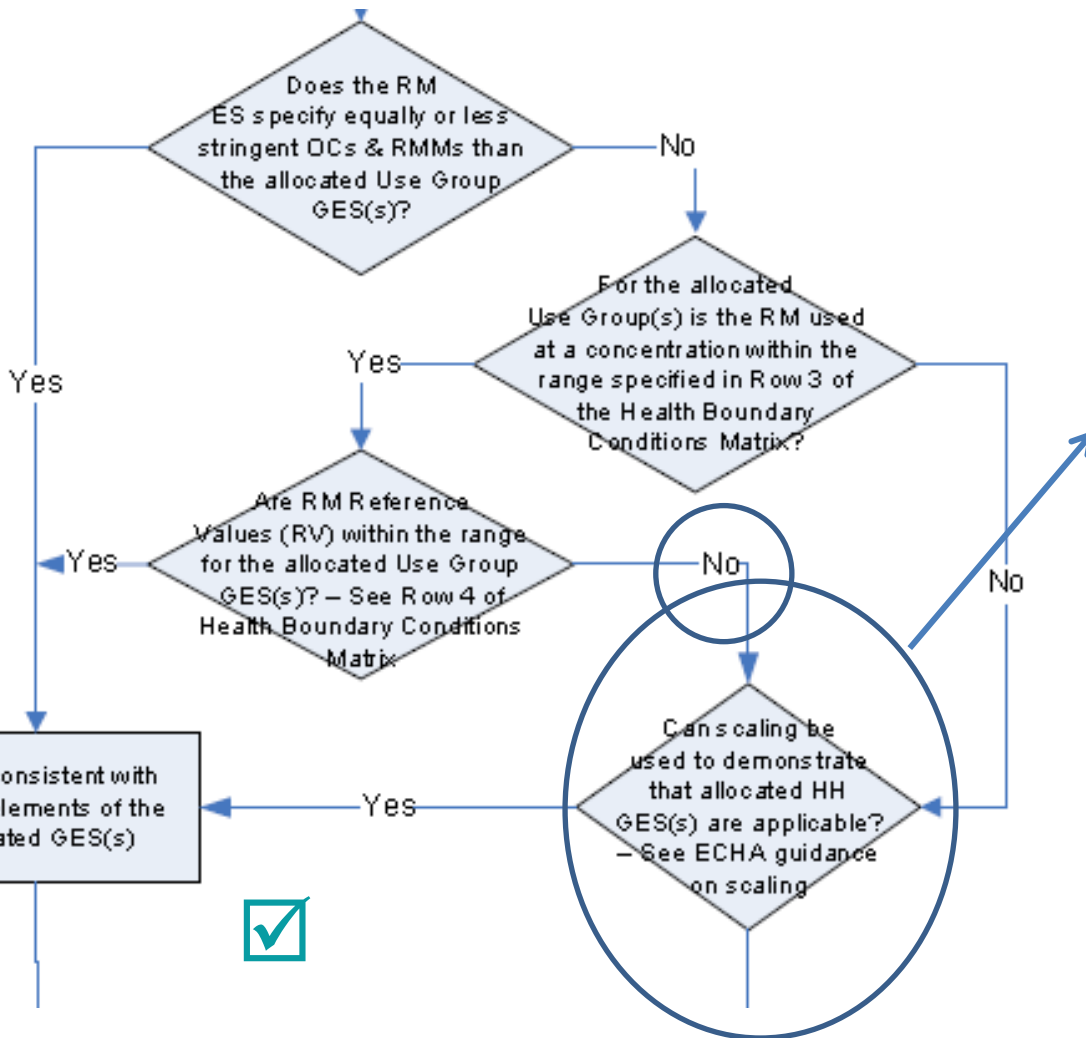 Does the RM
ES specify equally or less
stringent OCs & RMMs than
the allocated Use Group
GES(s)?
No
For the allocated
Use Group(s) is the RM used
at a concentration within the
range specified in Row 3 of
the Health Boundary
Conditions Matrix?
Yes
Yes
Are RM Reference
Values (RV) within the range
for the allocated Use Group
GES(s)? – See Row 4 of
Health Boundary Conditions
Matrix
Yes
No
No
Can scaling be
used to demonstrate
that allocated HH
GES(s) are applicable?
– See ECHA guidance
on scaling
Yes
onsistent with
lements of the
ated GES(s)